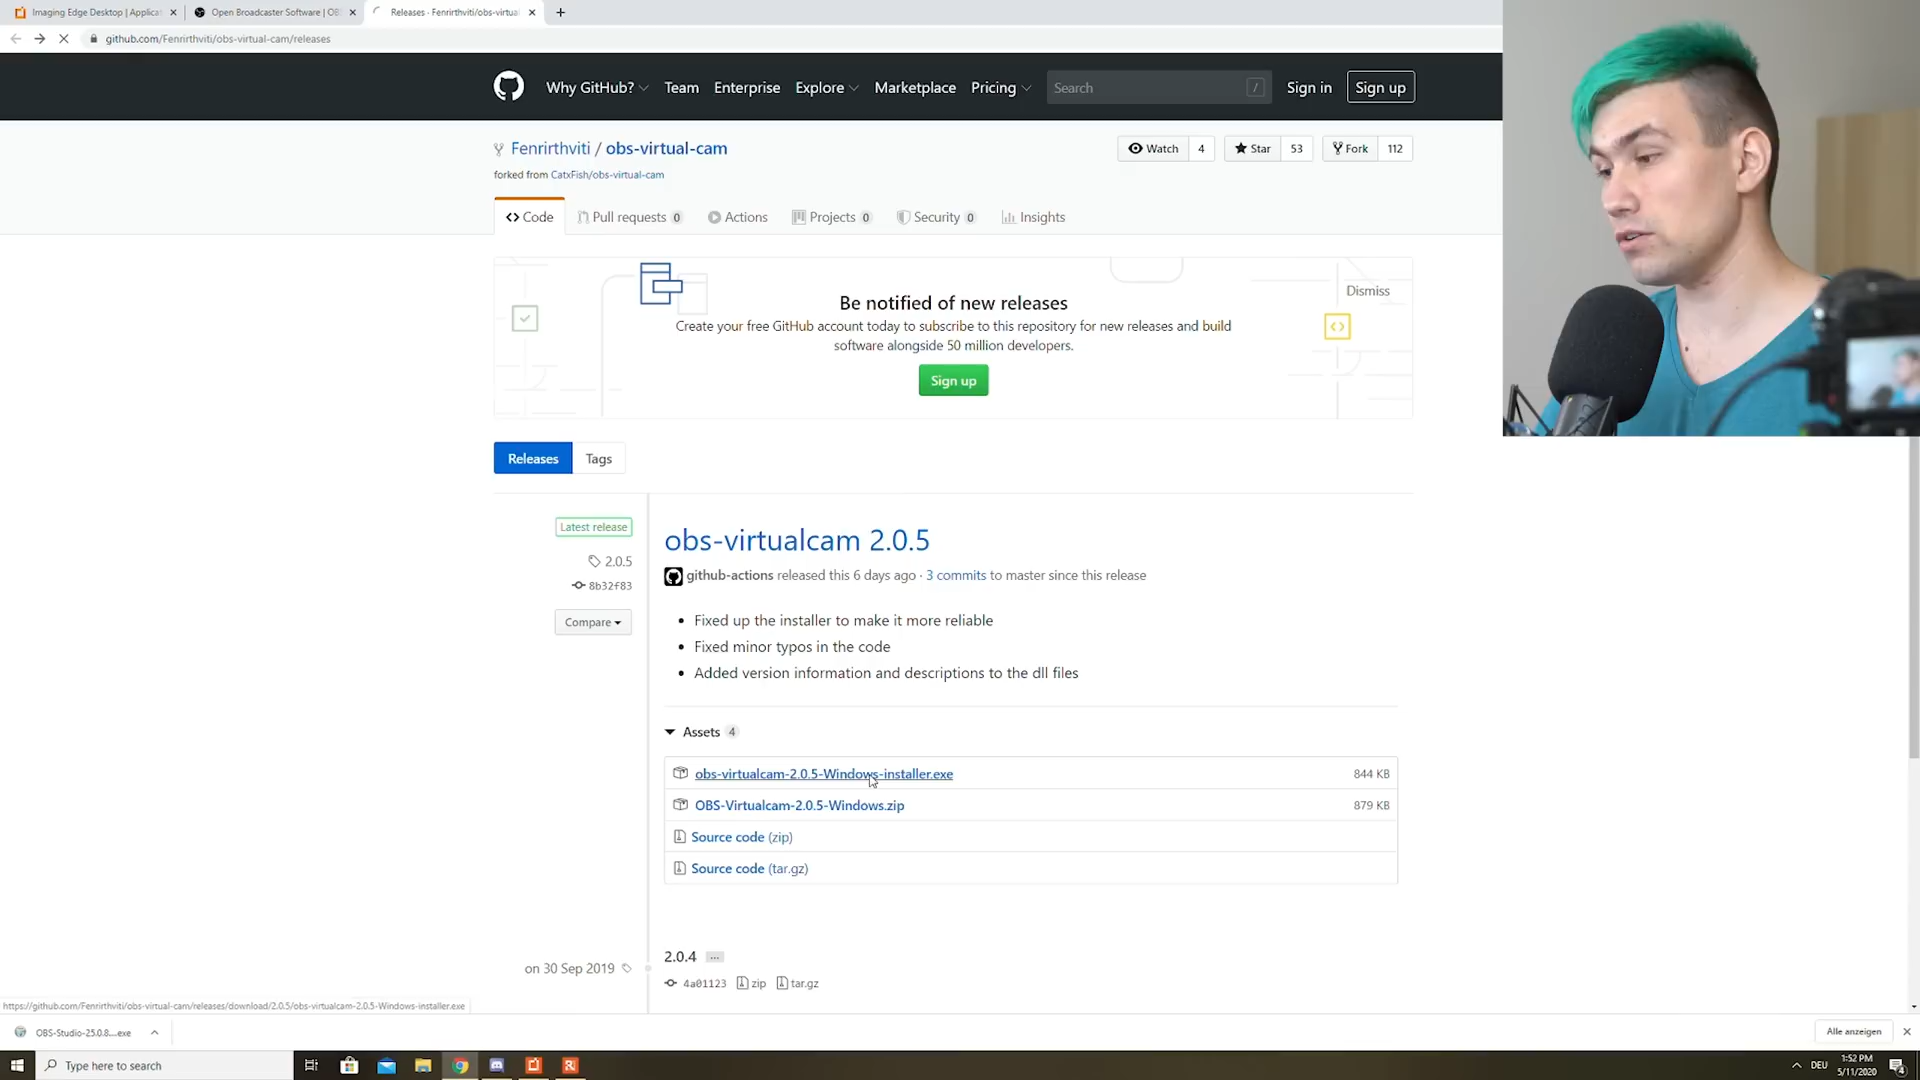 Imaging Edge Desktop | Applicat
Open Broadcaster Software | OB
Releases · Fenrirthviti/obs-virtua
github.com/Fenrirthviti/obs-virtual-cam/releases
Why GitHub? Team Enterprise Explore Marketplace Pricing Search / Sign in Sign up
Fenrirthviti / obs-virtual-cam
Watch 4 Star 53 Fork 112
forked from CatxFish/obs-virtual-cam
<> Code Pull requests 0 Actions Projects 0 Security 0 Insights
Dismiss
Be notified of new releases
Create your free GitHub account today to subscribe to this repository for new releases and build
software alongside 50 million developers.
Sign up
Releases Tags
Latest release
2.0.5
8b32f83
Compare
obs-virtualcam 2.0.5
github-actions released this 6 days ago · 3 commits to master since this release
• Fixed up the installer to make it more reliable
• Fixed minor typos in the code
• Added version information and descriptions to the dll files
Assets 4
obs-virtualcam-2.0.5-Windows-installer.exe 844 KB
OBS-Virtualcam-2.0.5-Windows.zip 879 KB
Source code (zip)
Source code (tar.gz)
on 30 Sep 2019
2.0.4 ...
4a01123 zip tar.gz
https://github.com/Fenrirthviti/obs-virtual-cam/releases/download/2.0.5/obs-virtualcam-2.0.5-Windows-installer.exe
OBS-Studio-25.0.8....exe
Alle anzeigen
Type here to search
DEU
1:52 PM
5/11/2020
4